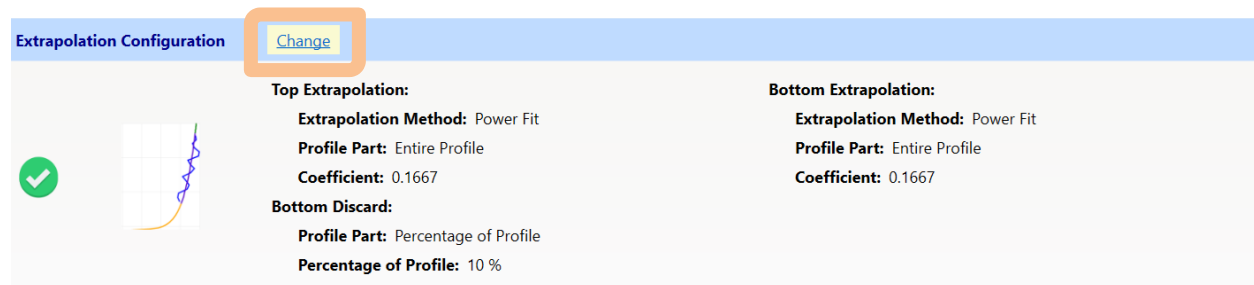 Extrapolation Configuration Change
Top Extrapolation:
Extrapolation Method: Power Fit
Profile Part: Entire Profile
Coefficient: 0.1667
Bottom Discard:
Profile Part: Percentage of Profile
Percentage of Profile: 10 %
Bottom Extrapolation:
Extrapolation Method: Power Fit
Profile Part: Entire Profile
Coefficient: 0.1667